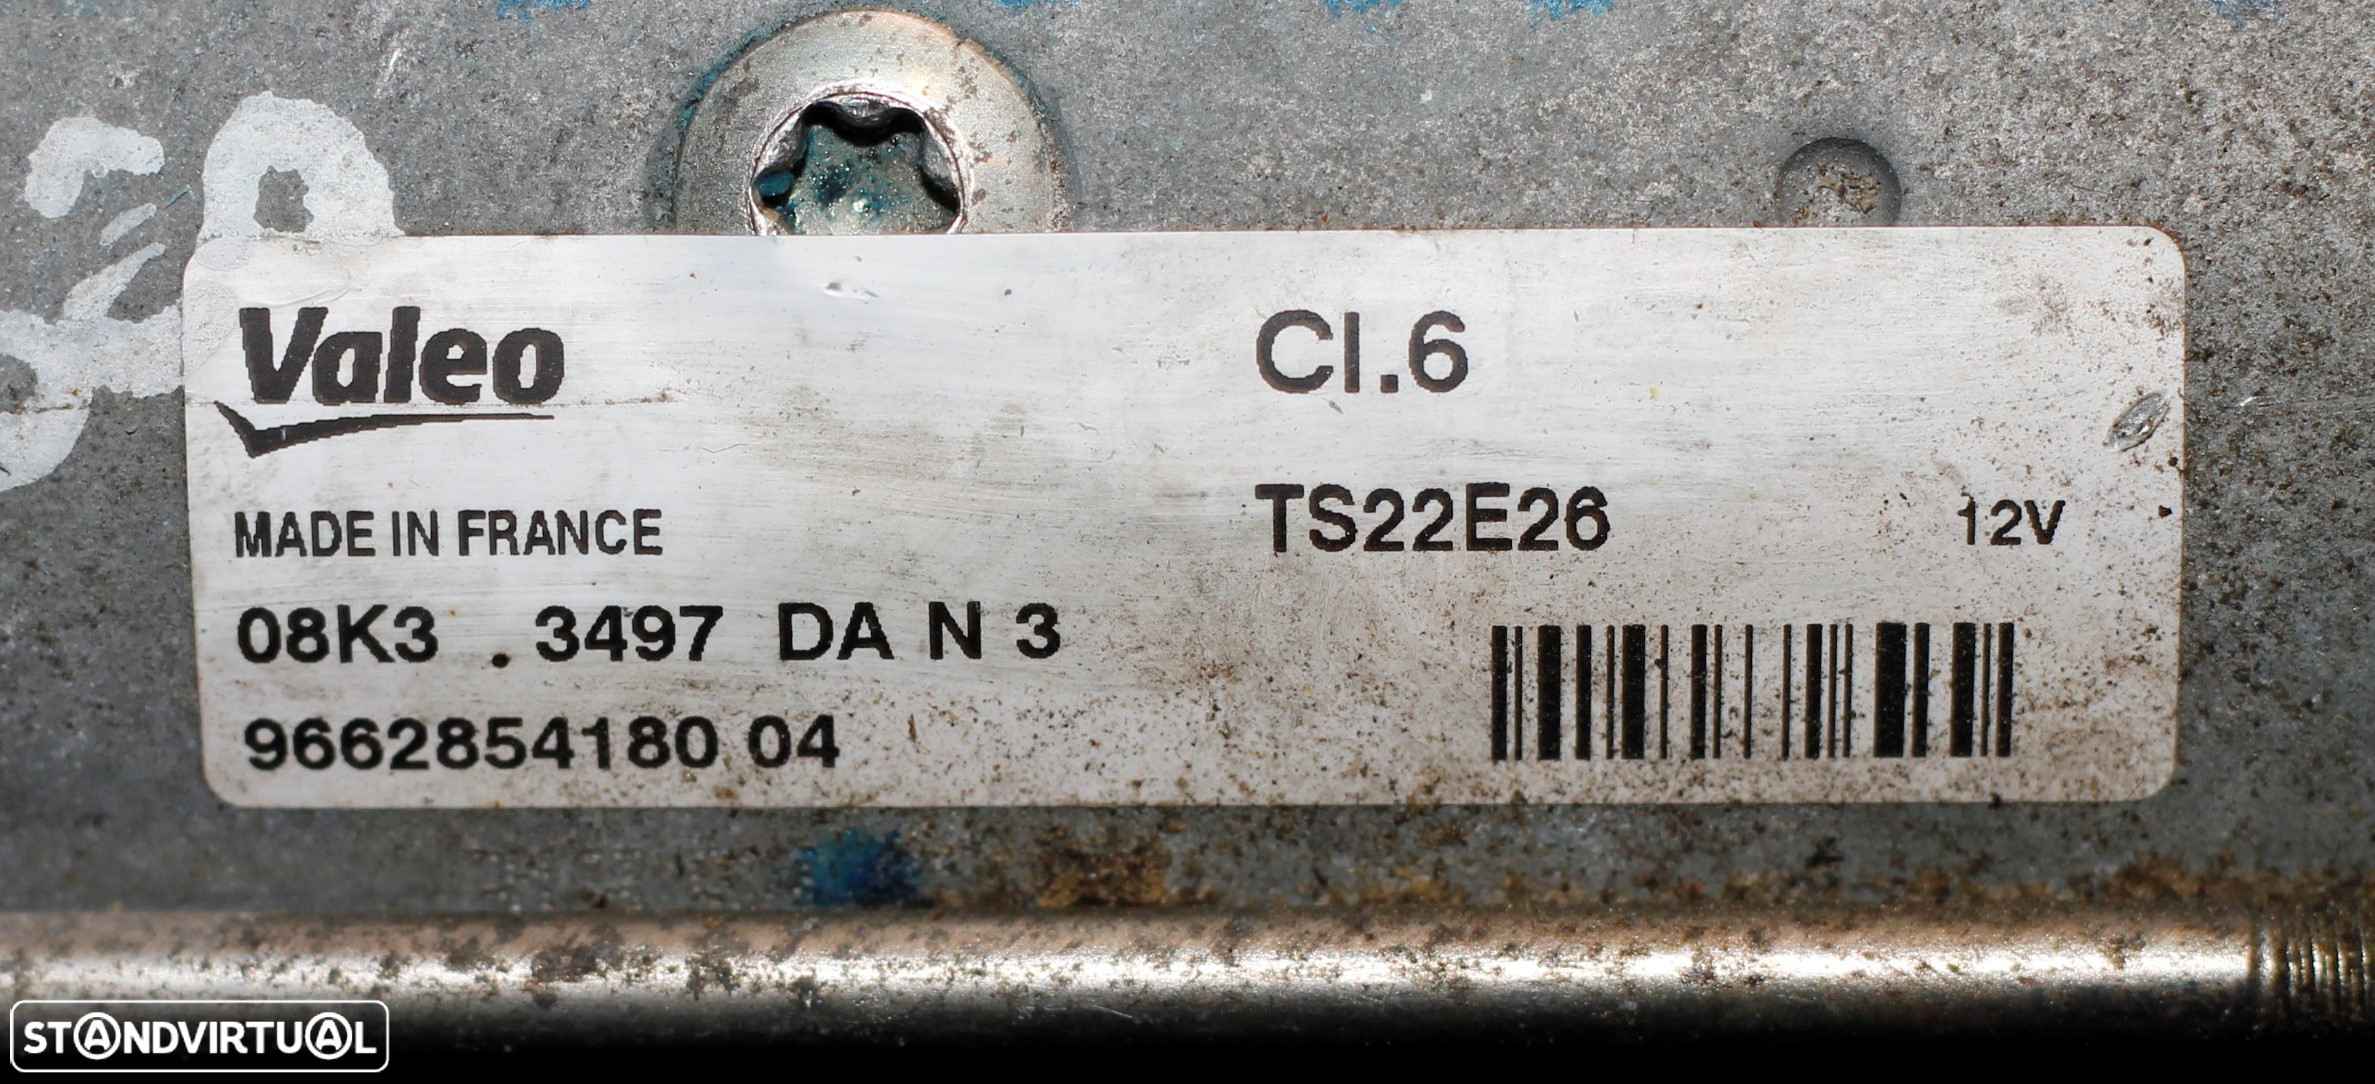 Valeo
Cl.6
MADE IN FRANCE
TS22E26
12V
08K3 . 3497 DA N 3
9662854180 04
STANDVIRTUAL